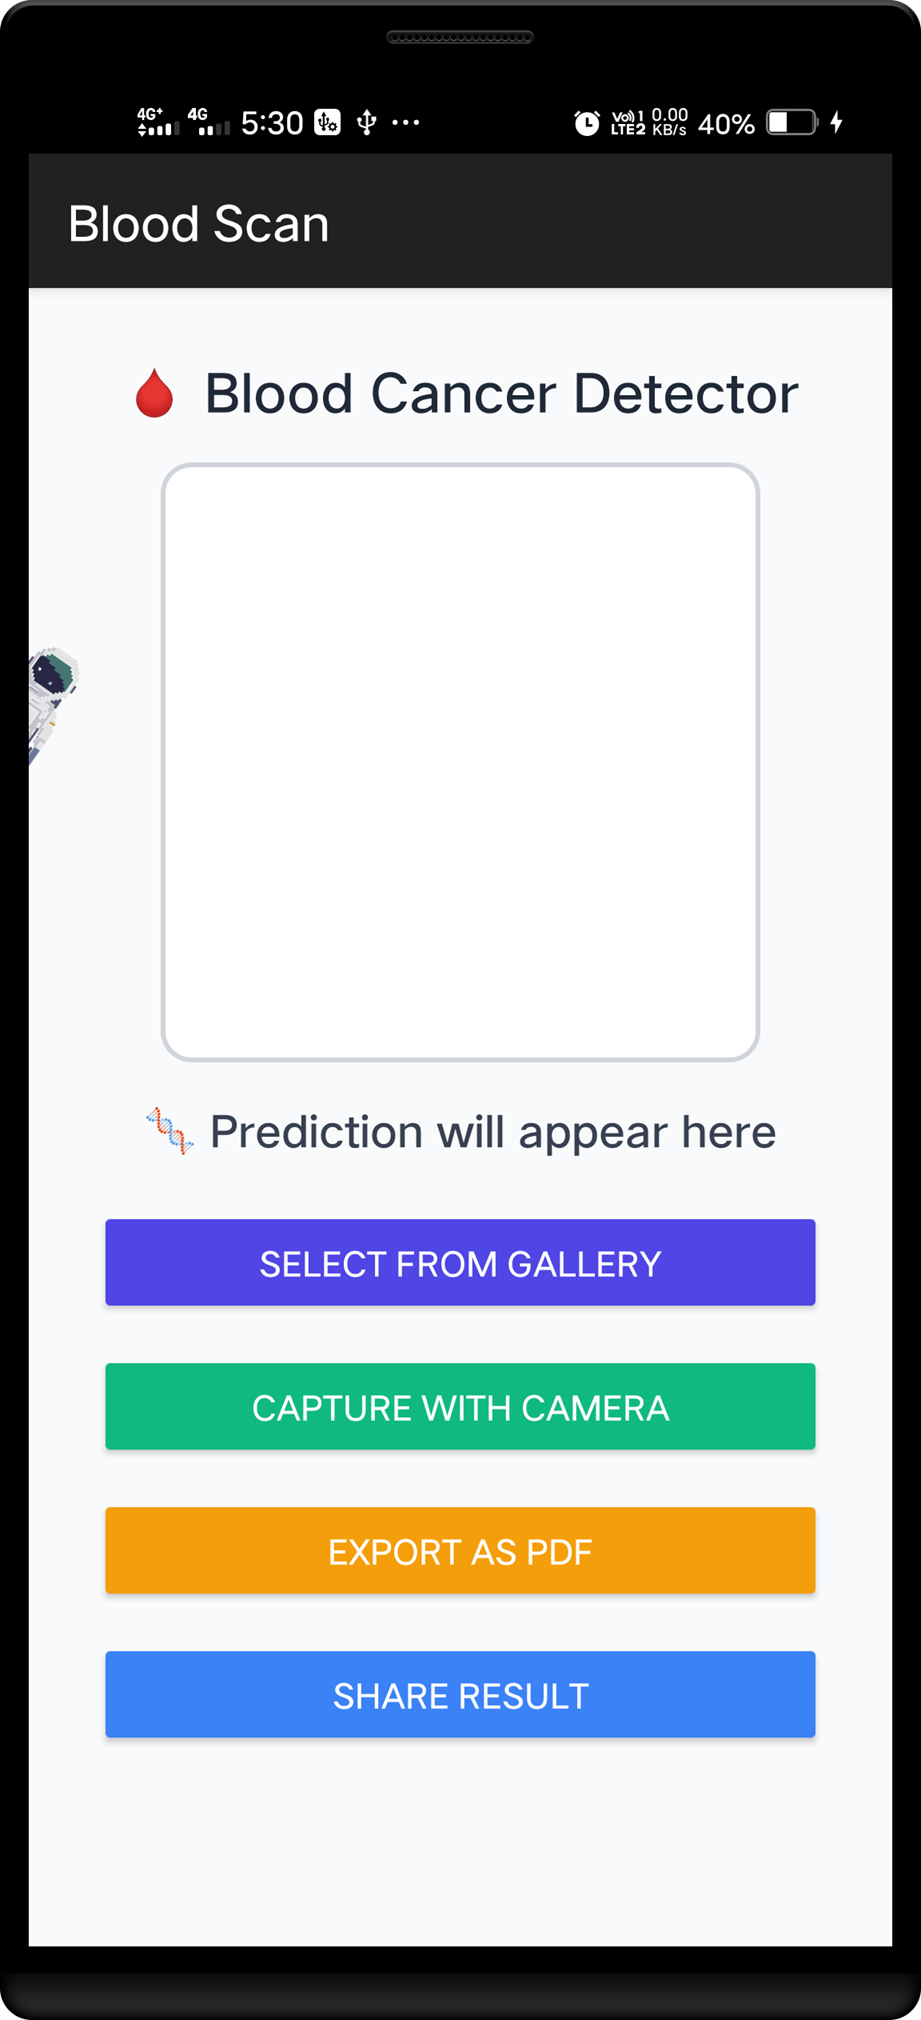 4G+ 4G 5:30 ... Vo)) 1 LTE2 0.00 KB/s 40%
Blood Scan
Blood Cancer Detector
Prediction will appear here
SELECT FROM GALLERY
CAPTURE WITH CAMERA
EXPORT AS PDF
SHARE RESULT